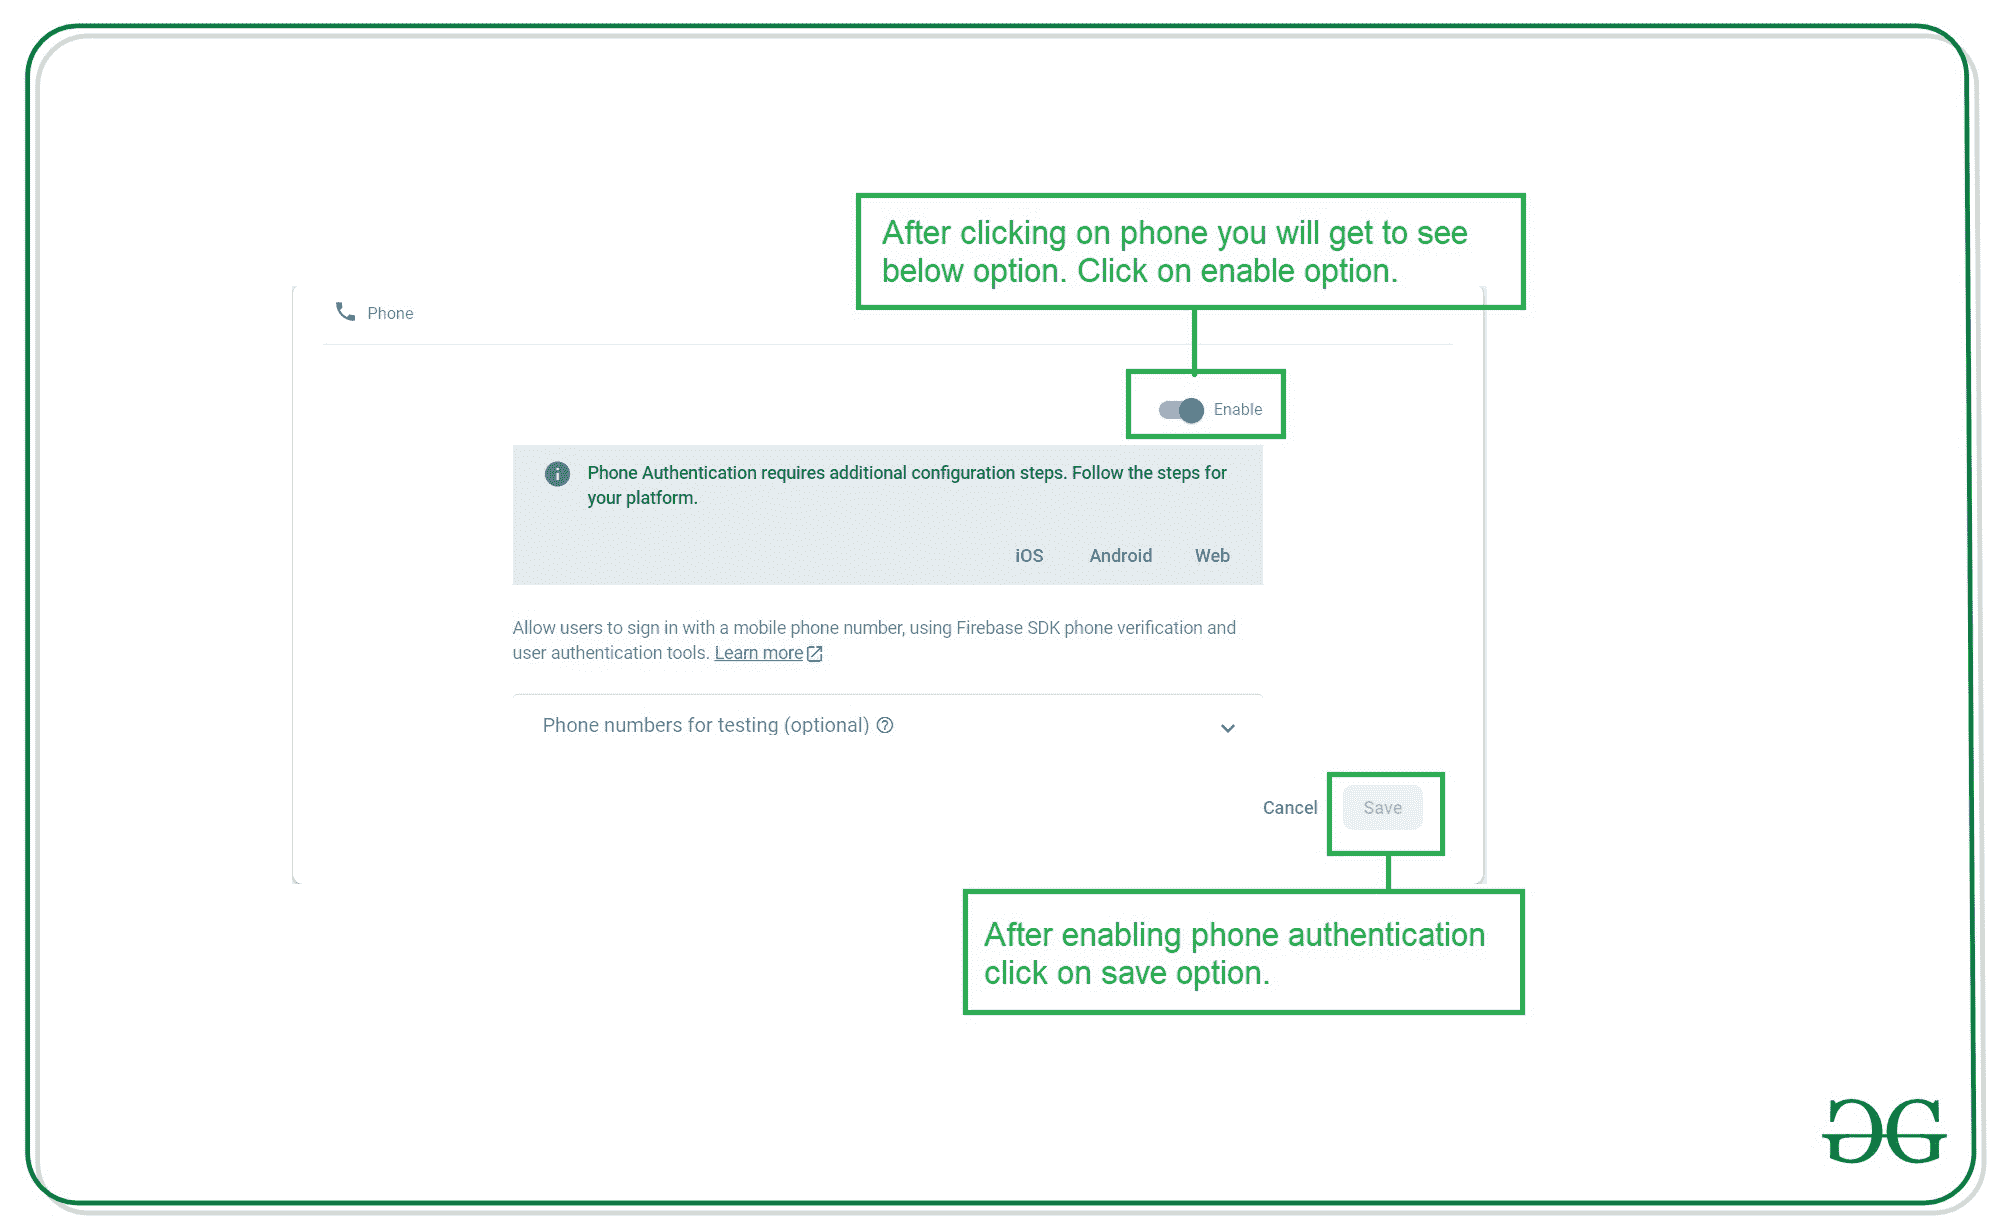 After clicking on phone you will get to see
below option. Click on enable option.
Phone
Enable
Phone Authentication requires additional configuration steps. Follow the steps for
your platform.
iOS Android Web
Allow users to sign in with a mobile phone number, using Firebase SDK phone verification and
user authentication tools. Learn more
Phone numbers for testing (optional)
Cancel Save
After enabling phone authentication
click on save option.